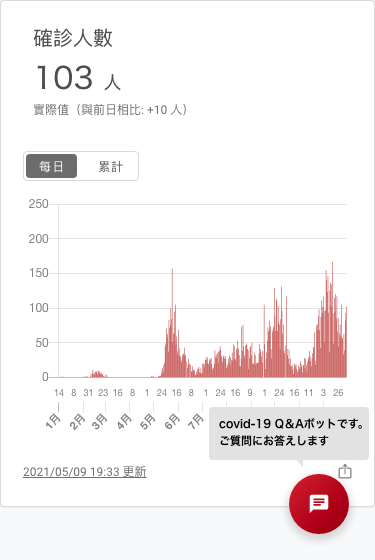 確診人數
103 人
實際值（與前日相比: +10 人）
每日 累計
250
200
150
100
50
0
14 8 31 23 16 8 1 24 16 8 1 24 16 9 1 24 16 11 3 26
1月 2月 3月 4月 5月 6月 7月
covid-19 Q&Aボットです。
ご質問にお答えします
2021/05/09 19:33 更新